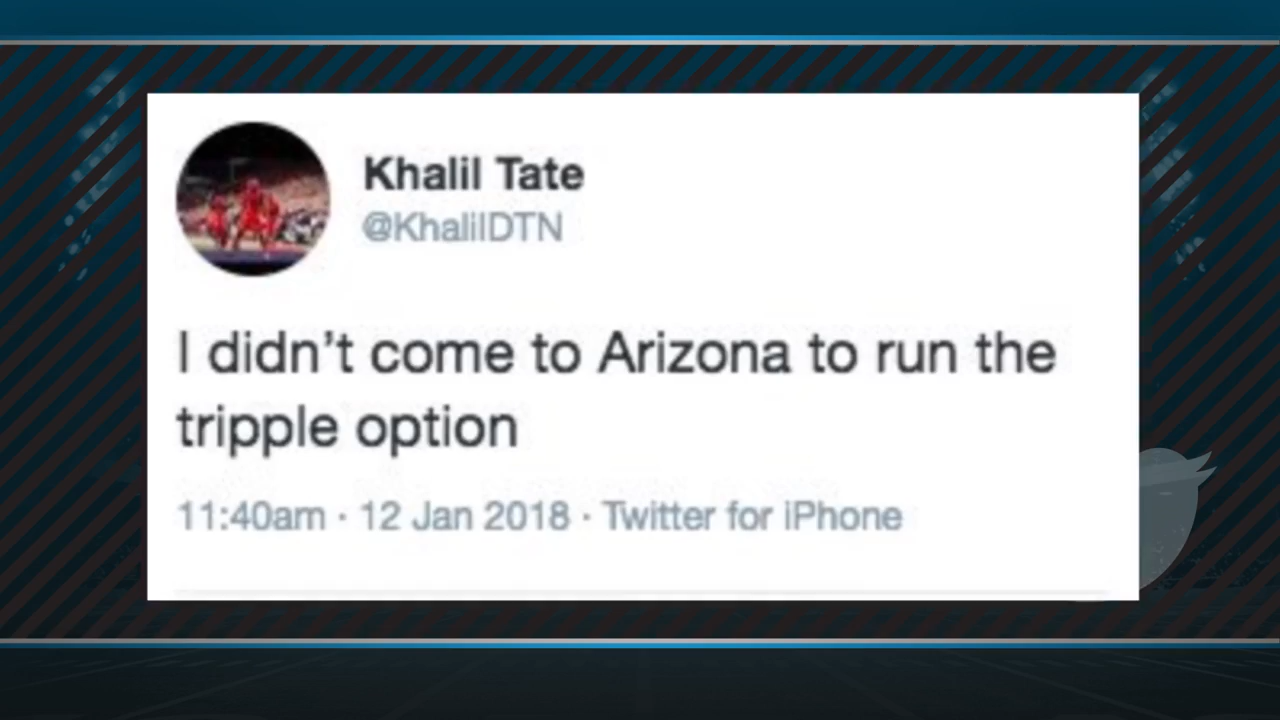 Khalil Tate
@KhalilDTN
I didn’t come to Arizona to run the
tripple option
11:40am · 12 Jan 2018 · Twitter for iPhone